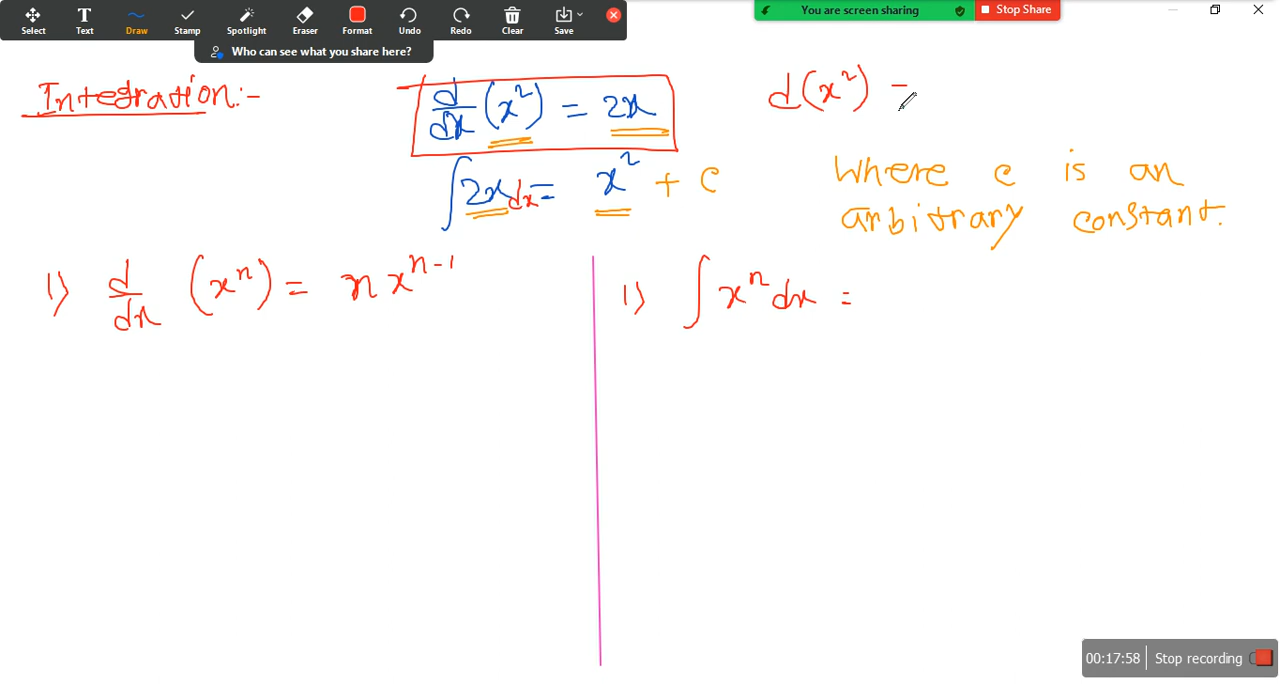 Select Text Draw Stamp Spotlight Eraser Format Undo Redo Clear Save
You are screen sharing Stop Share
Who can see what you share here?
Integration:-
d/dx (x²) = 2x
d(x²) =
∫2x dx = x² + c
Where c is an
arbitrary constant.
1) d/dx (xⁿ) = n xⁿ⁻¹
1) ∫ xⁿ dx =
00:17:58 Stop recording